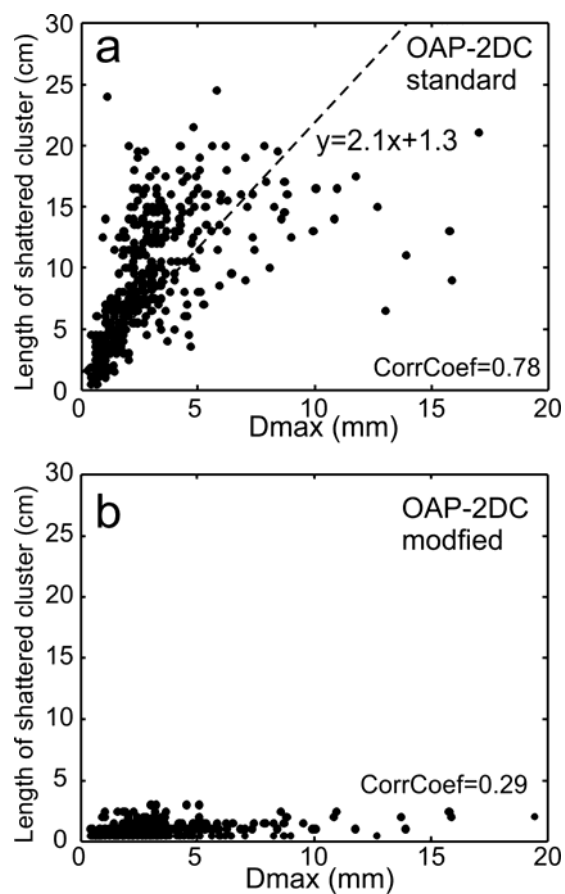 30
25
20
15
10
5
0
Length of shattered cluster (cm)
a
OAP-2DC
standard
y=2.1x+1.3
CorrCoef=0.78
0 5 10 15 20
Dmax (mm)
30
25
20
15
10
5
0
Length of shattered cluster (cm)
b
OAP-2DC
modfied
CorrCoef=0.29
0 5 10 15 20
Dmax (mm)